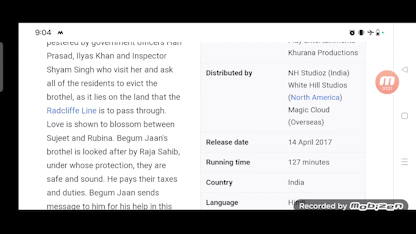 9:04
pestered by government officers Hari
Prasad, Ilyas Khan and Inspector
Shyam Singh who visit her and ask
all of the residents to evict the
brothel, as it lies on the land that the
Radcliffe Line is to pass through.
Love is shown to blossom between
Sujeet and Rubina. Begum Jaan's
brothel is looked after by Raja Sahib,
under whose protection, they are
safe and sound. He pays their taxes
and duties. Begum Jaan sends
message to him for his help in this
Play Entertainments
Khurana Productions
Distributed by
NH Studioz (India)
White Hill Studios
(North America)
Magic Cloud
(Overseas}
Release date
14 April 2017
Running time
127 minutes
Country
India
Language
Recorded by
Mobizen